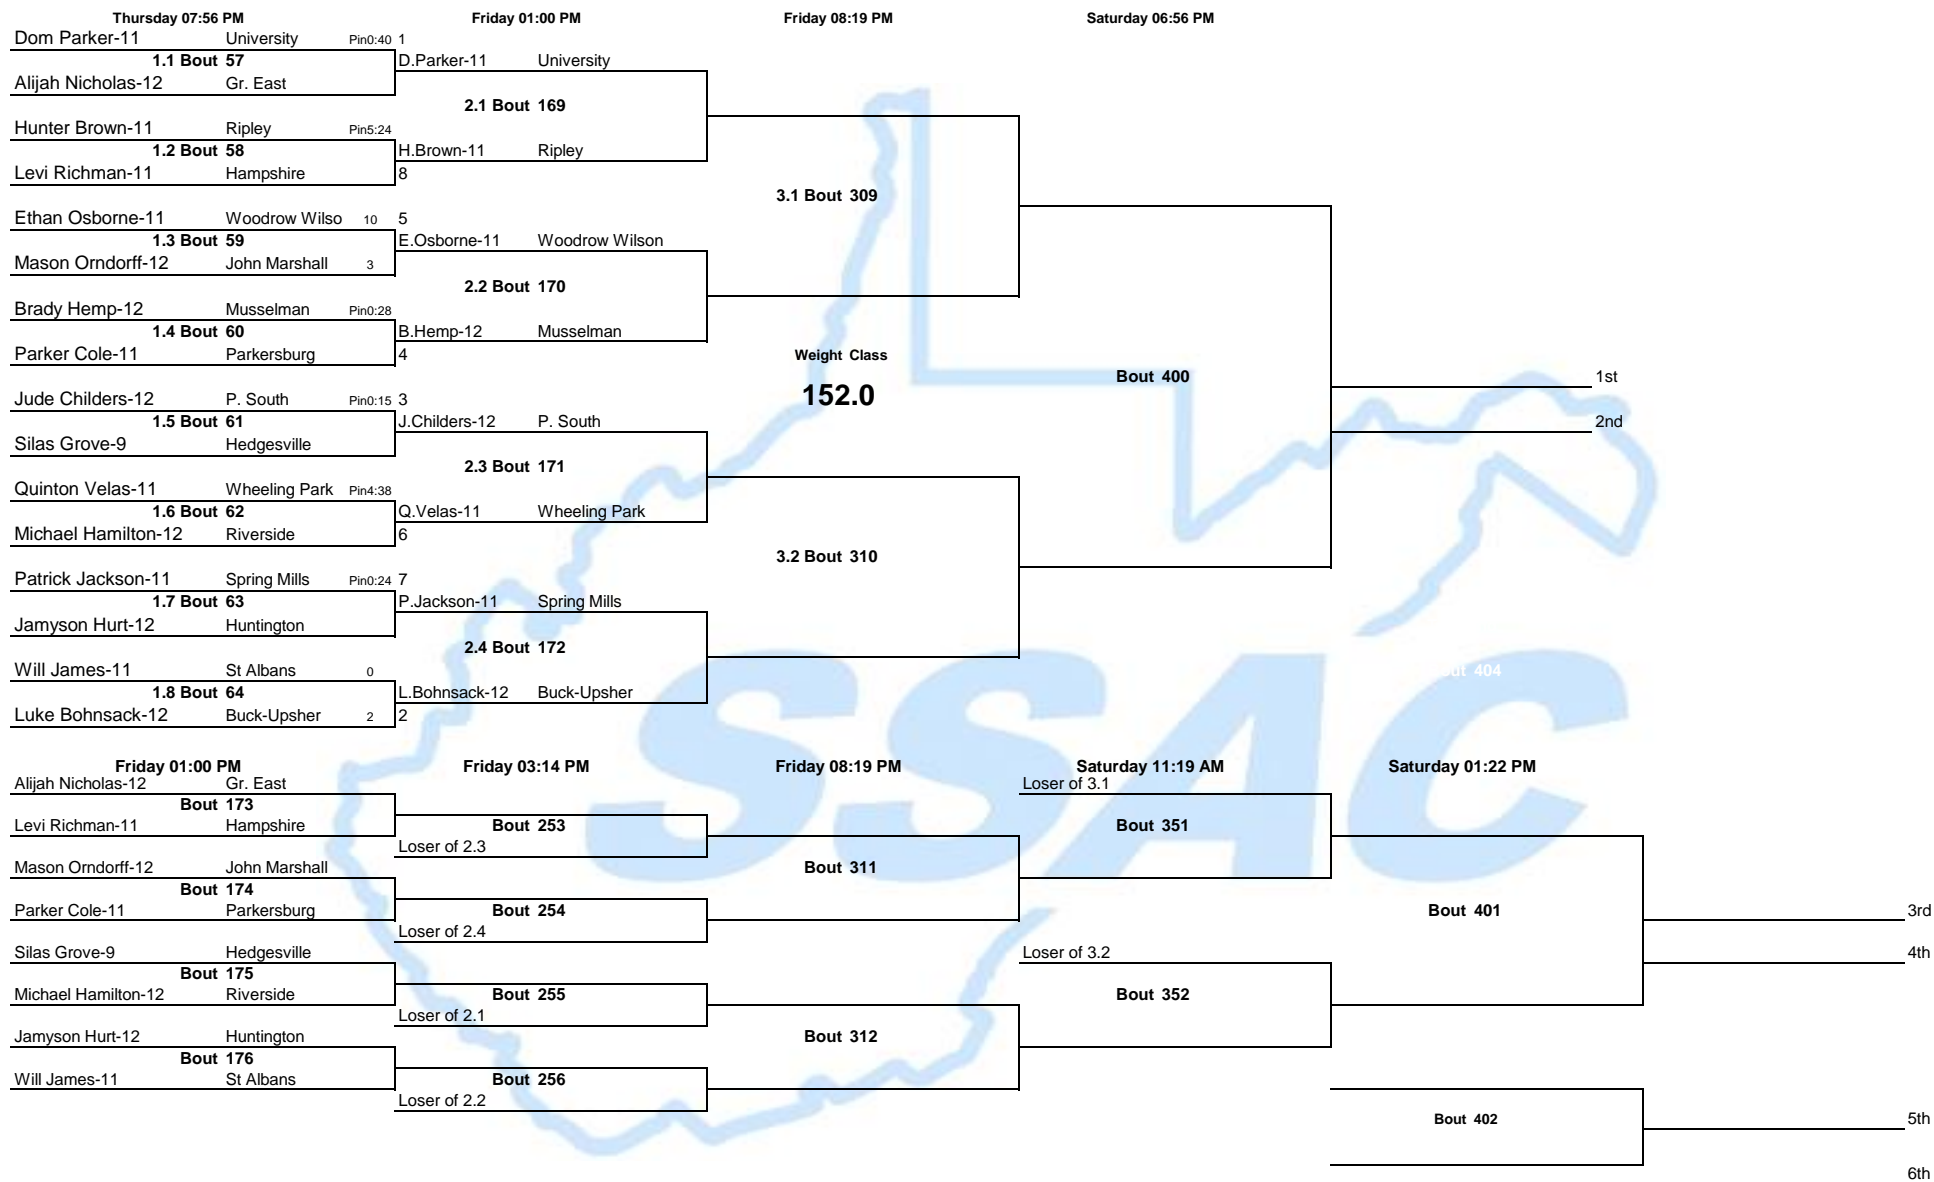 Thursday 07:56 PM Friday 01:00 PM Friday 08:19 PM Saturday 06:56 PM
Dom Parker-11 University Pin0:40 1
1.1 Bout 57 D.Parker-11 University
Alijah Nicholas-12 Gr. East
2.1 Bout 169
Hunter Brown-11 Ripley Pin5:24
1.2 Bout 58 H.Brown-11 Ripley
Levi Richman-11 Hampshire 8
3.1 Bout 309
Ethan Osborne-11 Woodrow Wilso 10 5
1.3 Bout 59 E.Osborne-11 Woodrow Wilson
Mason Orndorff-12 John Marshall 3
2.2 Bout 170
Brady Hemp-12 Musselman Pin0:28
1.4 Bout 60 B.Hemp-12 Musselman
Parker Cole-11 Parkersburg 4 Weight Class
Bout 400 1st
Jude Childers-12 P. South Pin0:15 3 152.0
1.5 Bout 61 J.Childers-12 P. South 2nd
Silas Grove-9 Hedgesville
2.3 Bout 171
Quinton Velas-11 Wheeling Park Pin4:38
1.6 Bout 62 Q.Velas-11 Wheeling Park
Michael Hamilton-12 Riverside 6
3.2 Bout 310
Patrick Jackson-11 Spring Mills Pin0:24 7
1.7 Bout 63 P.Jackson-11 Spring Mills
Jamyson Hurt-12 Huntington
2.4 Bout 172
Will James-11 St Albans 0 404
1.8 Bout 64 L.Bohnsack-12 Buck-Upsher
Luke Bohnsack-12 Buck-Upsher 2 2
SSAC
Friday 01:00 PM Friday 03:14 PM Friday 08:19 PM Saturday 11:19 AM Saturday 01:22 PM
Alijah Nicholas-12 Gr. East Loser of 3.1
Bout 173
Levi Richman-11 Hampshire Bout 253 Bout 351
Loser of 2.3
Mason Orndorff-12 John Marshall Bout 311
Bout 174
Parker Cole-11 Parkersburg Bout 254 Bout 401 3rd
Loser of 2.4
Silas Grove-9 Hedgesville Loser of 3.2 4th
Bout 175
Michael Hamilton-12 Riverside Bout 255 Bout 352
Loser of 2.1
Jamyson Hurt-12 Huntington Bout 312
Bout 176
Will James-11 St Albans Bout 256
Loser of 2.2
Bout 402 5th
6th